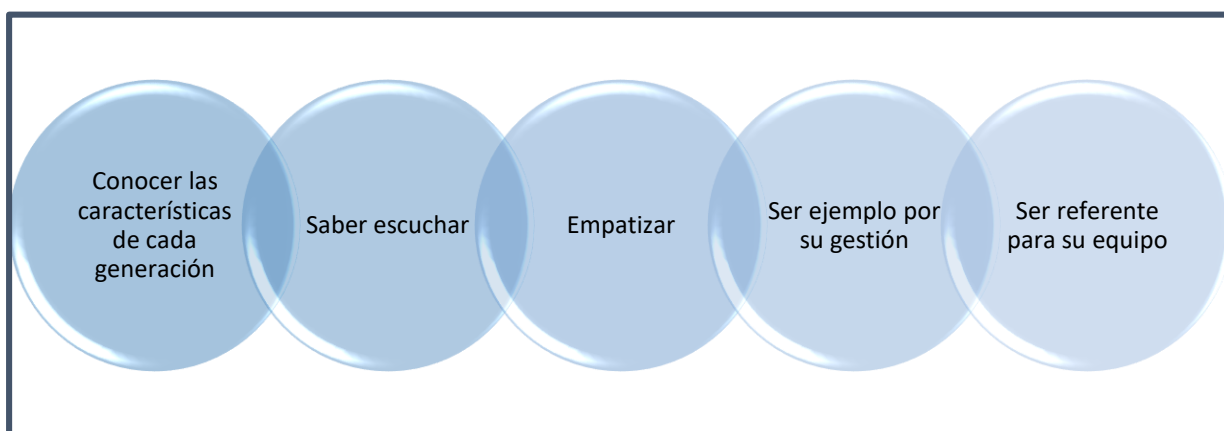 Conocer las
características
de cada
generación
Saber escuchar
Empatizar
Ser ejemplo por
su gestión
Ser referente
para su equipo